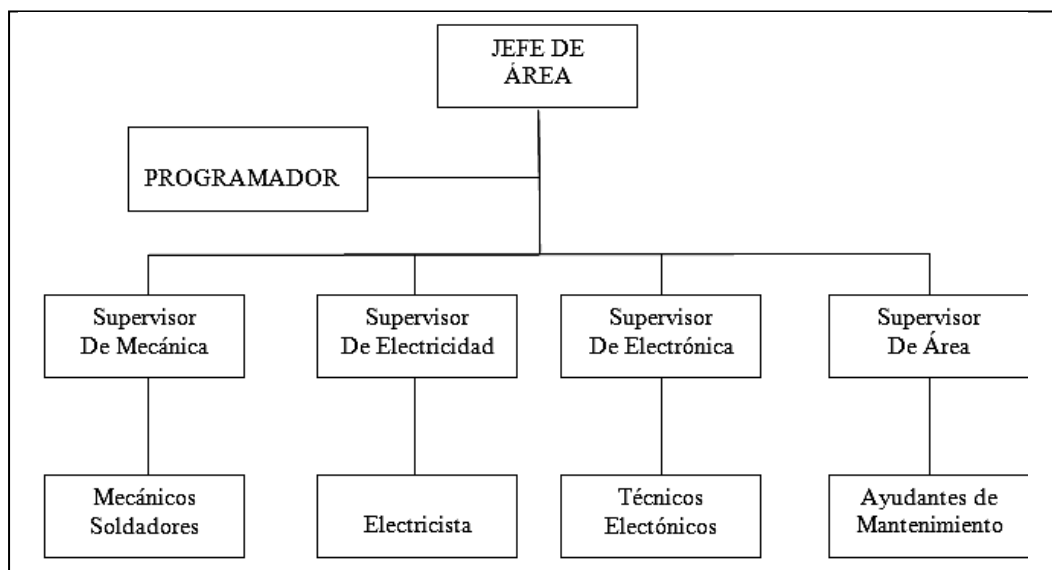 JEFE DE
ÁREA
PROGRAMADOR
Supervisor
De Mecánica
Supervisor
De Electricidad
Supervisor
De Electrónica
Supervisor
De Área
Mecánicos
Soldadores
Electricista
Técnicos
Electónicos
Ayudantes de
Mantenimiento